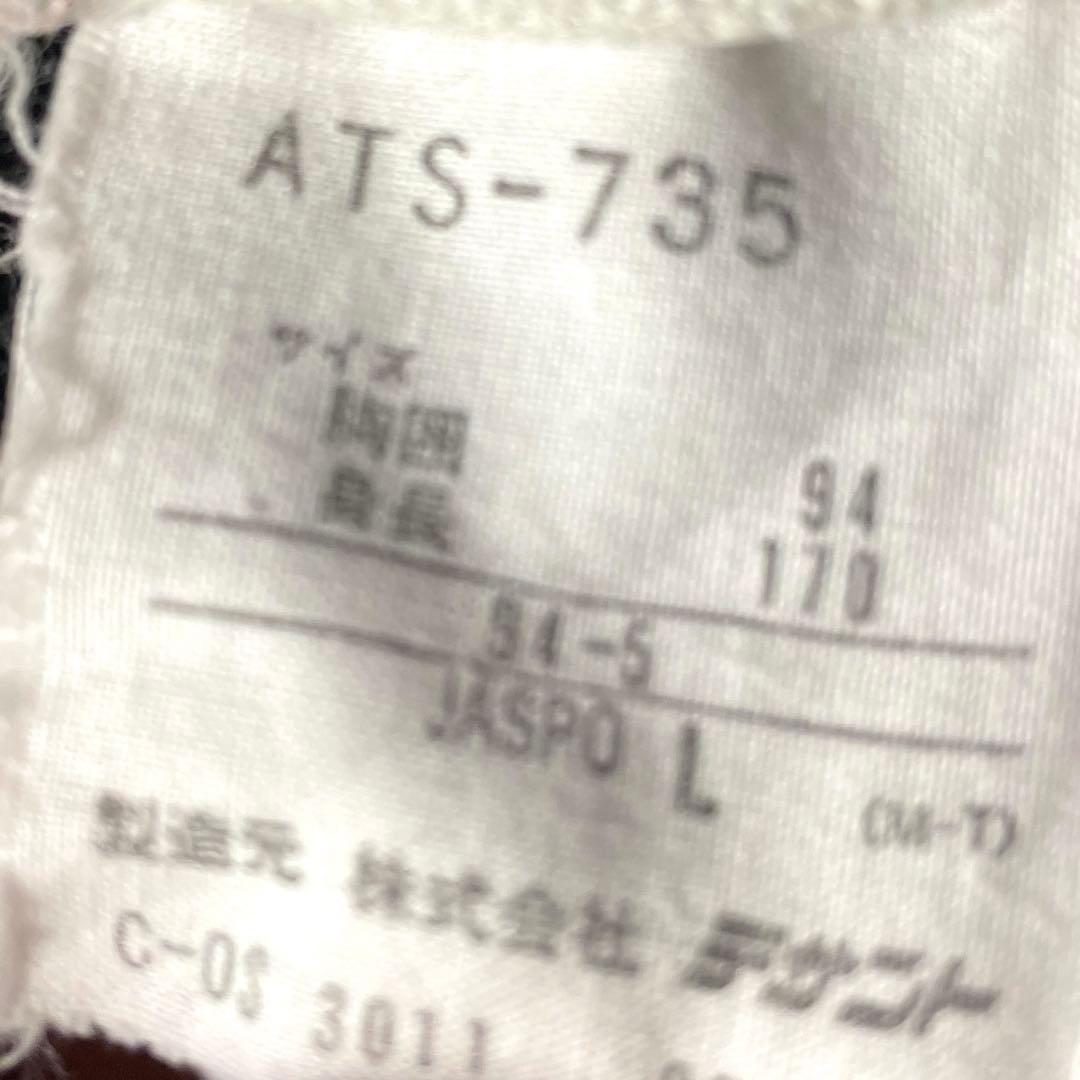 ATS-735
サイズ
胸囲 94
身長 170
94-5
JASPO L
(M-T)
製造元 株式会社 デサント
C-OS 3011